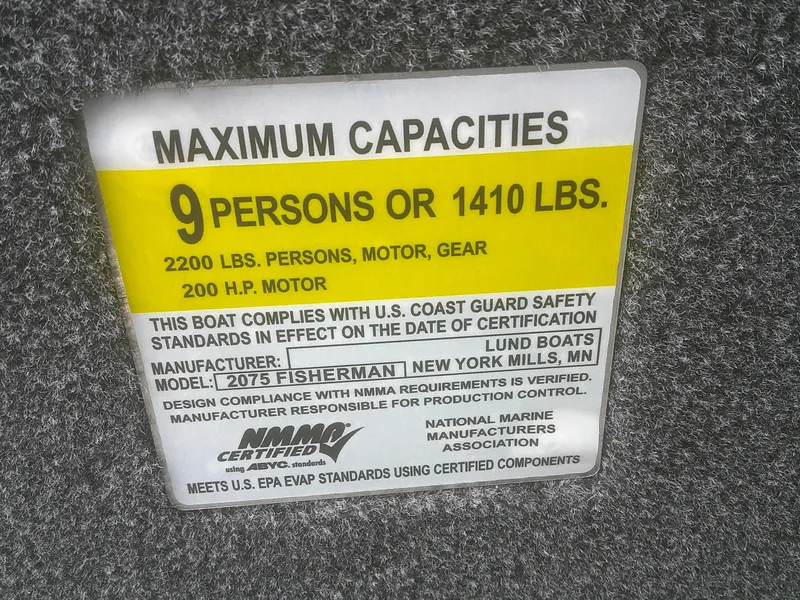 MAXIMUM CAPACITIES
9 PERSONS OR 1410 LBS.
2200 LBS. PERSONS, MOTOR, GEAR
200 H.P. MOTOR
THIS BOAT COMPLIES WITH U.S. COAST GUARD SAFETY
STANDARDS IN EFFECT ON THE DATE OF CERTIFICATION
MANUFACTURER: LUND BOATS
MODEL: 2075 FISHERMAN NEW YORK MILLS, MN
DESIGN COMPLIANCE WITH NMMA REQUIREMENTS IS VERIFIED.
MANUFACTURER RESPONSIBLE FOR PRODUCTION CONTROL.
NMMA®
CERTIFIED
using ABYC. standards
NATIONAL MARINE
MANUFACTURERS
ASSOCIATION
MEETS U.S. EPA EVAP STANDARDS USING CERTIFIED COMPONENTS